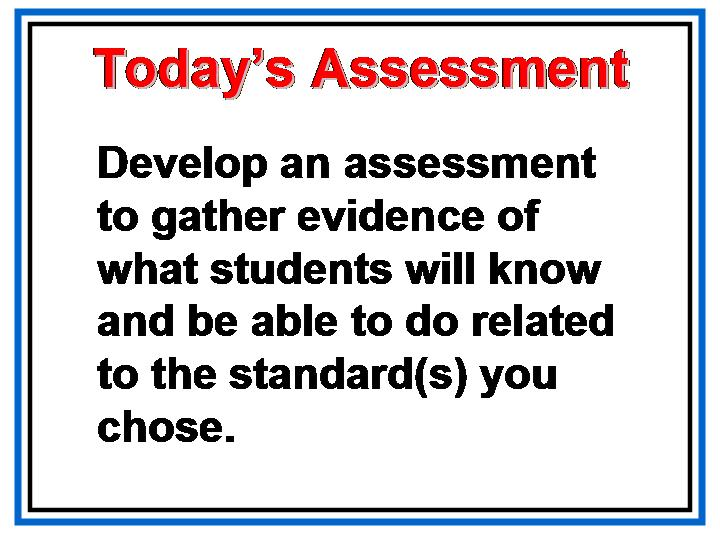 Today’s Assessment
Develop an assessment
to gather evidence of
what students will know
and be able to do related
to the standard(s) you
chose.